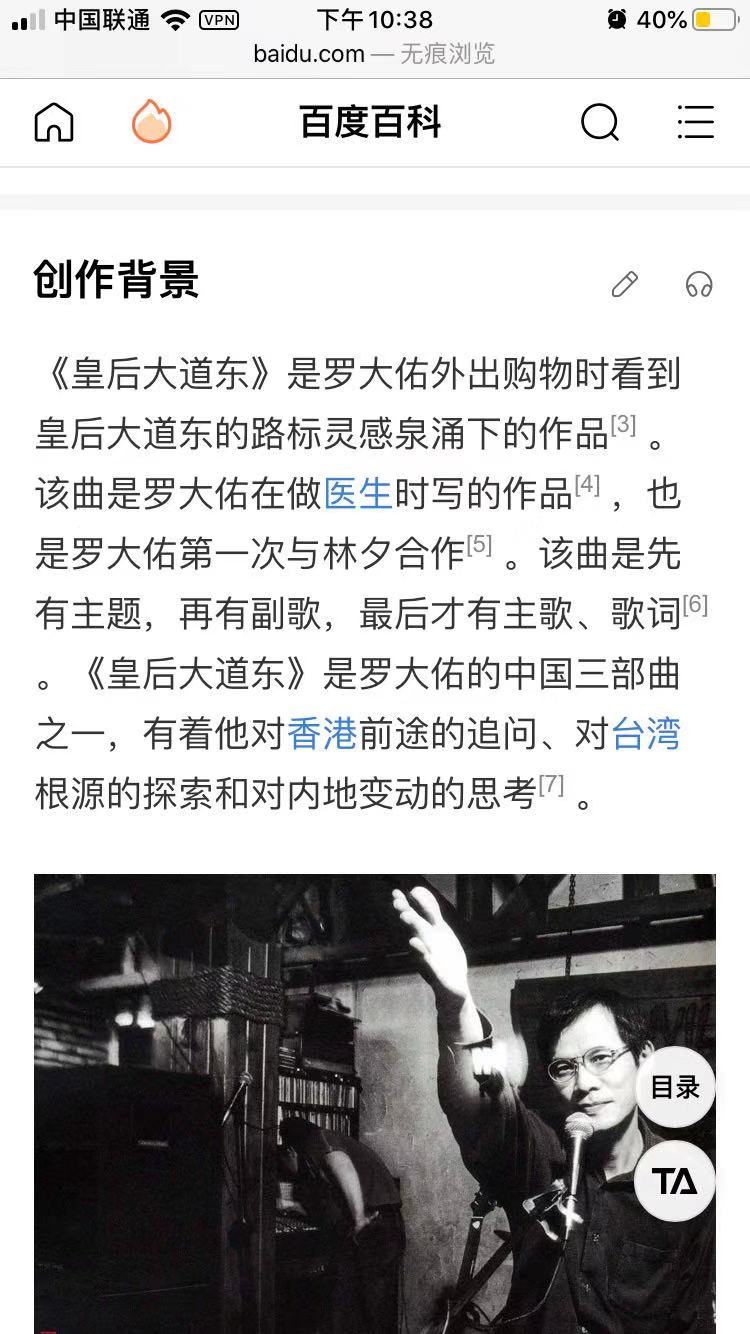 中国联通 VPN 下午10:38 40%
baidu.com — 无痕浏览
百度百科
创作背景
《皇后大道东》是罗大佑外出购物时看到
皇后大道东的路标灵感泉涌下的作品[3] 。
该曲是罗大佑在做医生时写的作品[4] ，也
是罗大佑第一次与林夕合作[5] 。该曲是先
有主题，再有副歌，最后才有主歌、歌词[6]
。《皇后大道东》是罗大佑的中国三部曲
之一，有着他对香港前途的追问、对台湾
根源的探索和对内地变动的思考[7] 。
目录
TA